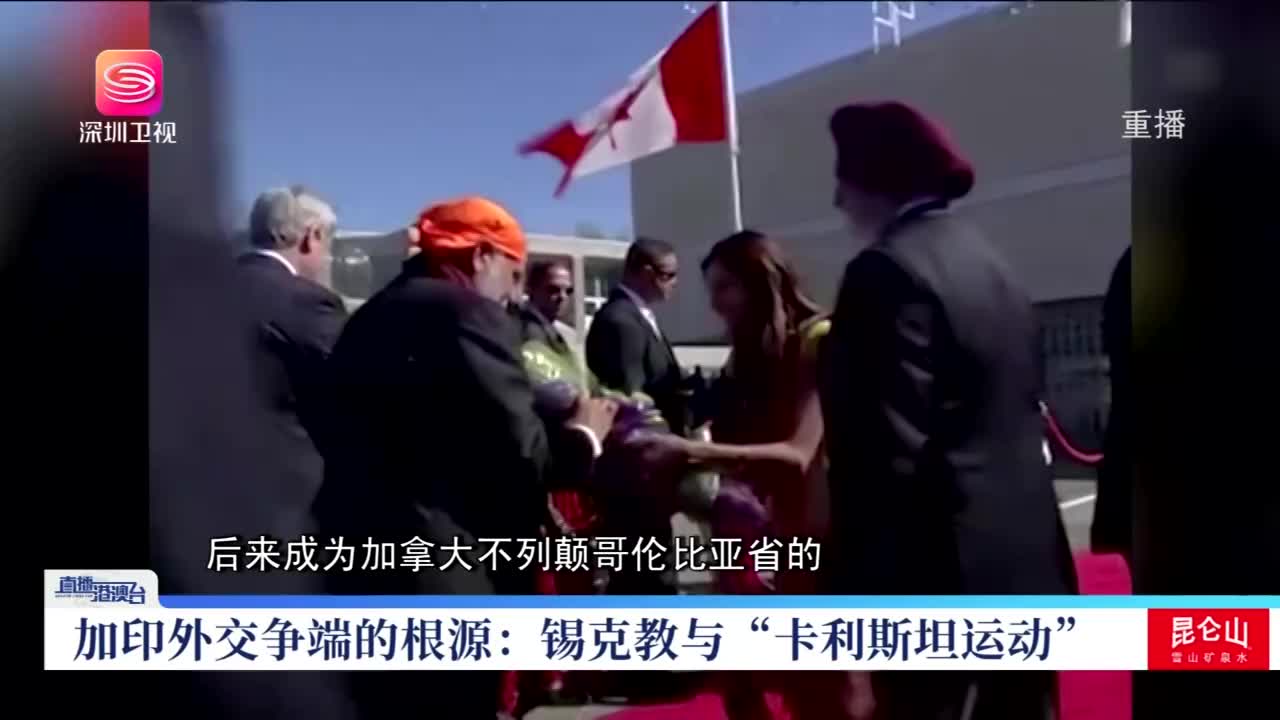 深圳卫视
重播
后来成为加拿大不列颠哥伦比亚省的
直播港澳台
加印外交争端的根源：锡克教与“卡利斯坦运动”
昆仑山
雪山矿泉水